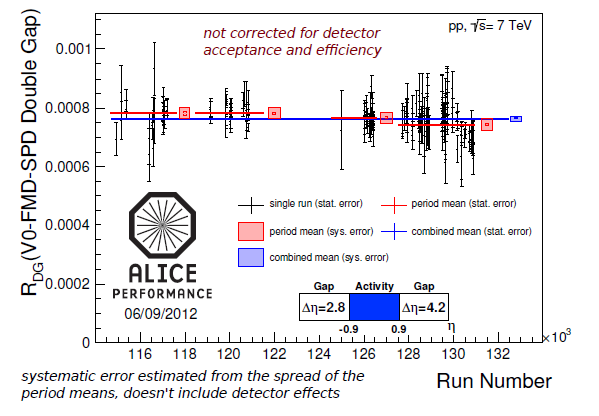 not corrected for detector
acceptance and efficiency
pp, √s= 7 TeV
R_DG(V0-FMD-SPD Double Gap)
0.001
0.0008
0.0006
0.0004
0.0002
0
single run (stat. error)
period mean (stat. error)
period mean (sys. error)
combined mean (stat. error)
combined mean (sys. error)
ALICE
PERFORMANCE
06/09/2012
Gap Activity Gap
Δη=2.8 Δη=4.2
-0.9 0.9 η
116 118 120 122 124 126 128 130 132
×10³
Run Number
systematic error estimated from the spread of the
period means, doesn't include detector effects